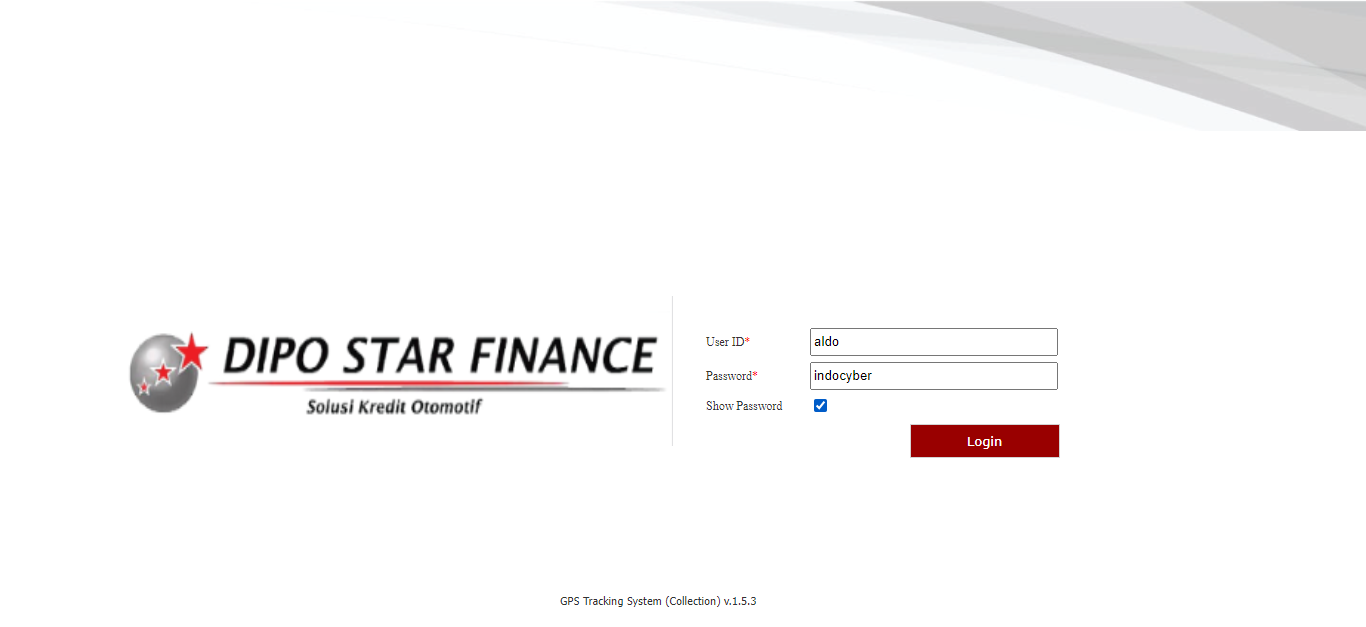 DIPO STAR FINANCE
Solusi Kredit Otomotif
User ID* aldo
Password* indocyber
Show Password
Login
GPS Tracking System (Collection) v.1.5.3